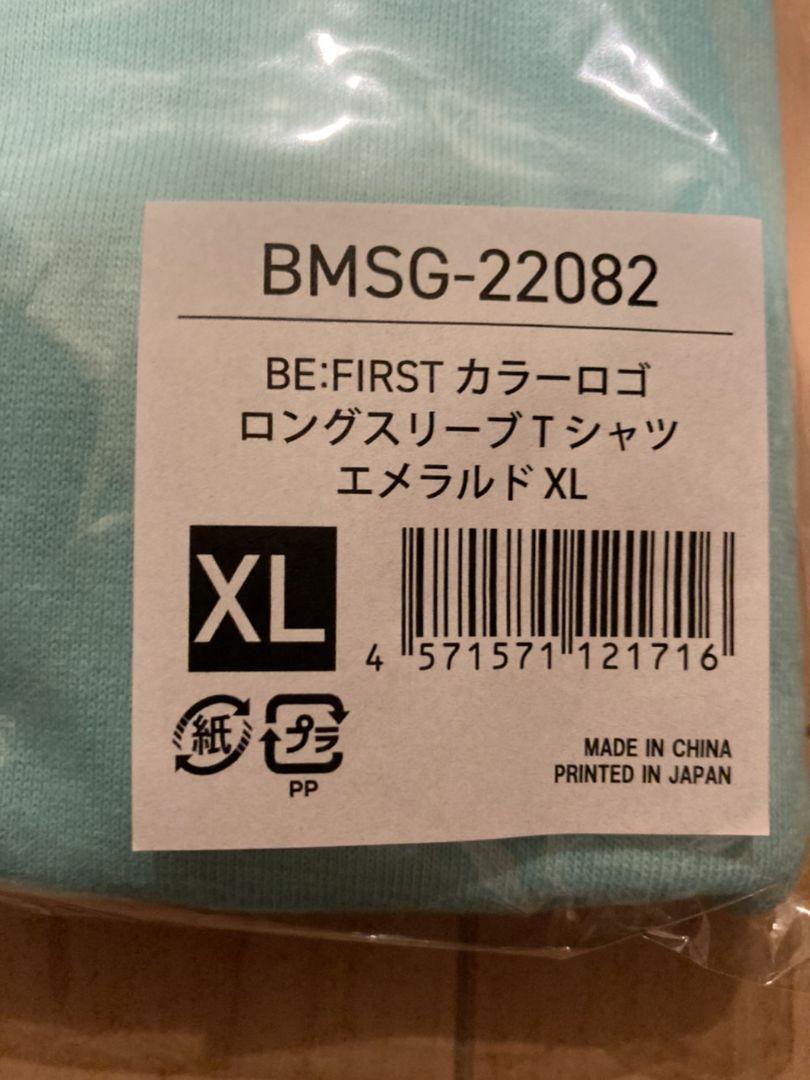 BMSG-22082
BE:FIRST カラーロゴ
ロングスリーブTシャツ
エメラルド XL
XL
4 571571 121716
紙 プラ
PP
MADE IN CHINA
PRINTED IN JAPAN